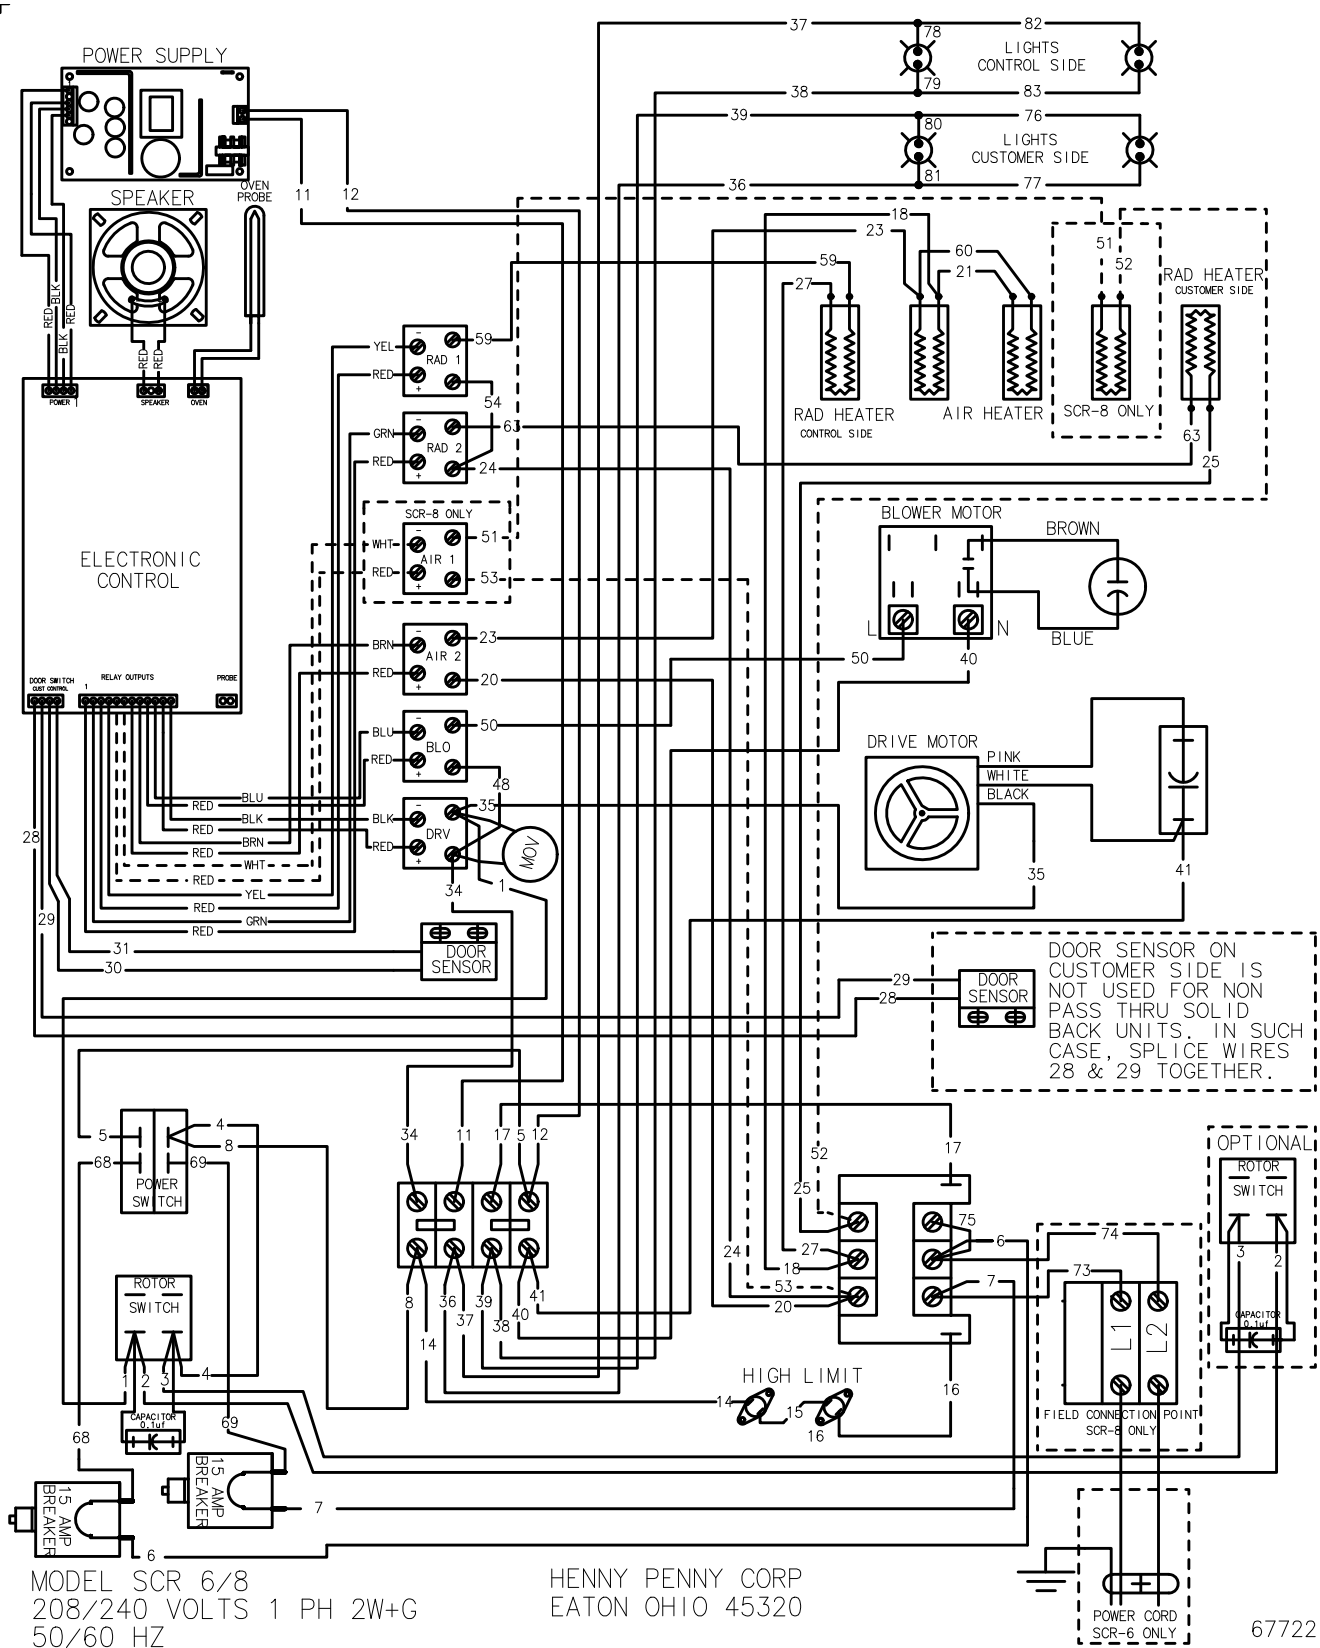 37
82
78
LIGHTS
CONTROL SIDE
79
38
83
39
76
80
LIGHTS
CUSTOMER SIDE
81
36
77
POWER SUPPLY
11
12
SPEAKER
OVEN
PROBE
18
23
60
21
59
27
51
52
RAD HEATER
CUSTOMER SIDE
RED
BLK
BLK
RED
RED
RED
POWER
1
SPEAKER
OVEN
YEL
RED
-
+
RAD 1
59
54
GRN
RED
-
+
RAD 2
63
24
RAD HEATER
CONTROL SIDE
AIR HEATER
SCR-8 ONLY
63
25
SCR-8 ONLY
WHT
RED
-
+
AIR 1
51
53
ELECTRONIC
CONTROL
BLOWER MOTOR
BROWN
BLUE
L
N
50
40
BRN
RED
-
+
AIR 2
23
20
DOOR SWITCH
CUST CONTROL
1
RELAY OUTPUTS
PROBE
BLU
RED
-
+
BLO
50
48
DRIVE MOTOR
PINK
WHITE
BLACK
35
41
BLU
RED
BLK
RED
BRN
RED
WHT
RED
YEL
RED
GRN
RED
BLK
RED
-
+
DRV
35
MOV
34
1
28
29
31
30
DOOR
SENSOR
29
28
DOOR
SENSOR
DOOR SENSOR ON
CUSTOMER SIDE IS
NOT USED FOR NON
PASS THRU SOLID
BACK UNITS. IN SUCH
CASE, SPLICE WIRES
28 & 29 TOGETHER.
5
4
8
68
69
POWER
SWITCH
34
11
17
5
12
17
52
25
OPTIONAL
ROTOR
SWITCH
3
2
CAPACITOR
0.1uf
75
6
7
27
18
53
20
24
74
73
L1
L2
FIELD CONNECTION POINT
SCR-8 ONLY
ROTOR
SWITCH
1
2
3
4
CAPACITOR
0.1uf
8
14
36
37
39
38
40
41
HIGH LIMIT
14
15
16
16
68
69
15 AMP
BREAKER
7
15 AMP
BREAKER
6
POWER CORD
SCR-6 ONLY
MODEL SCR 6/8
208/240 VOLTS 1 PH 2W+G
50/60 HZ
HENNY PENNY CORP
EATON OHIO 45320
67722